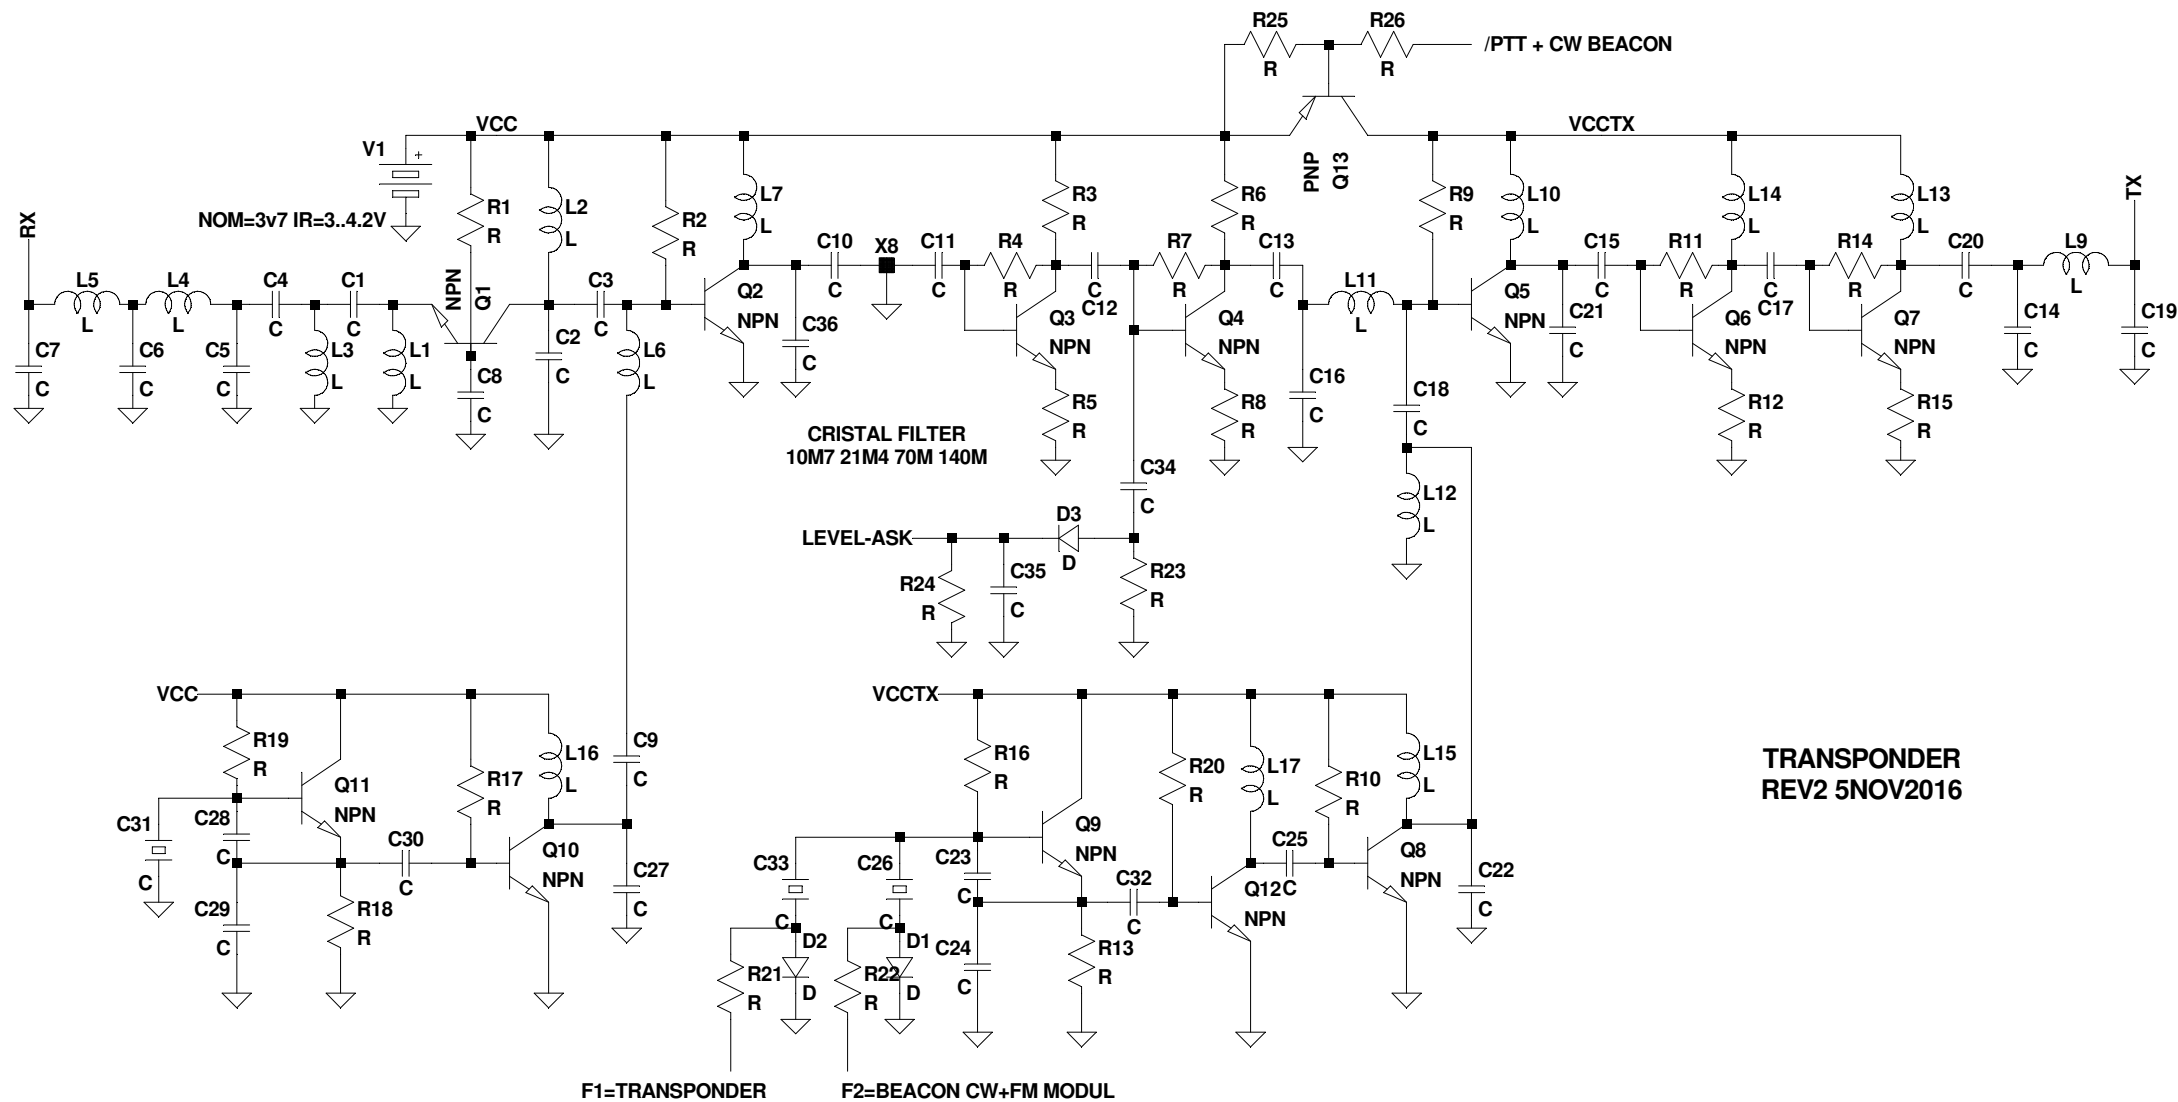 R25
R
R26
R
/PTT + CW BEACON
VCC
VCCTX
V1
+
NOM=3v7 IR=3..4.2V
PNP
Q13
RX
L5
L
L4
L
C4
C
C1
C
NPN
Q1
R1
R
L2
L
C3
C
R2
R
L7
L
C10
C
X8
C11
C
R4
R
R3
R
C12
R7
R
R6
R
C13
C
L11
L
R9
R
L10
L
C15
C
R11
R
L14
L
C17
R14
R
L13
L
C20
C
L9
L
TX
C7
C
C6
C
C5
C
L3
L
L1
L
C8
C
C2
C
L6
L
Q2
NPN
C36
C
Q3
NPN
R5
R
Q4
NPN
R8
R
C16
C
C18
C
Q5
NPN
C21
C
Q6
NPN
R12
R
Q7
NPN
R15
R
C14
C
C19
C
CRISTAL FILTER
10M7 21M4 70M 140M
C34
C
L12
L
LEVEL-ASK
D3
D
R24
R
C35
C
R23
R
VCC
R19
R
Q11
NPN
R17
R
L16
L
C9
C
C31
C
C28
C
C30
C
Q10
NPN
C27
C
C29
C
R18
R
VCCTX
R16
R
Q9
NPN
R20
R
L17
L
R10
R
L15
L
C33
C
C26
C
C23
C
C32
C
Q12
NPN
C25
C
Q8
NPN
C22
C
D2
D
D1
D
R21
R
R22
R
C24
C
R13
R
F1=TRANSPONDER
F2=BEACON CW+FM MODUL
TRANSPONDER
REV2 5NOV2016